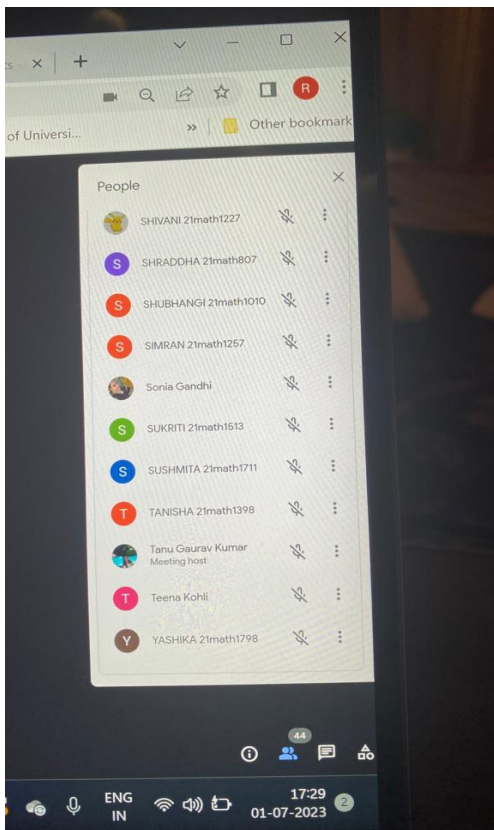 R
of Universi...
»
Other bookmark
People
SHIVANI 21math1227
S SHRADDHA 21math807
S SHUBHANGI 21math1010
S SIMRAN 21math1257
Sonia Gandhi
S SUKRITI 21math1513
S SUSHMITA 21math1711
T TANISHA 21math1398
Tanu Gaurav Kumar
Meeting host
T Teena Kohli
Y YASHIKA 21math1798
44
ENG
IN
17:29
01-07-2023
2